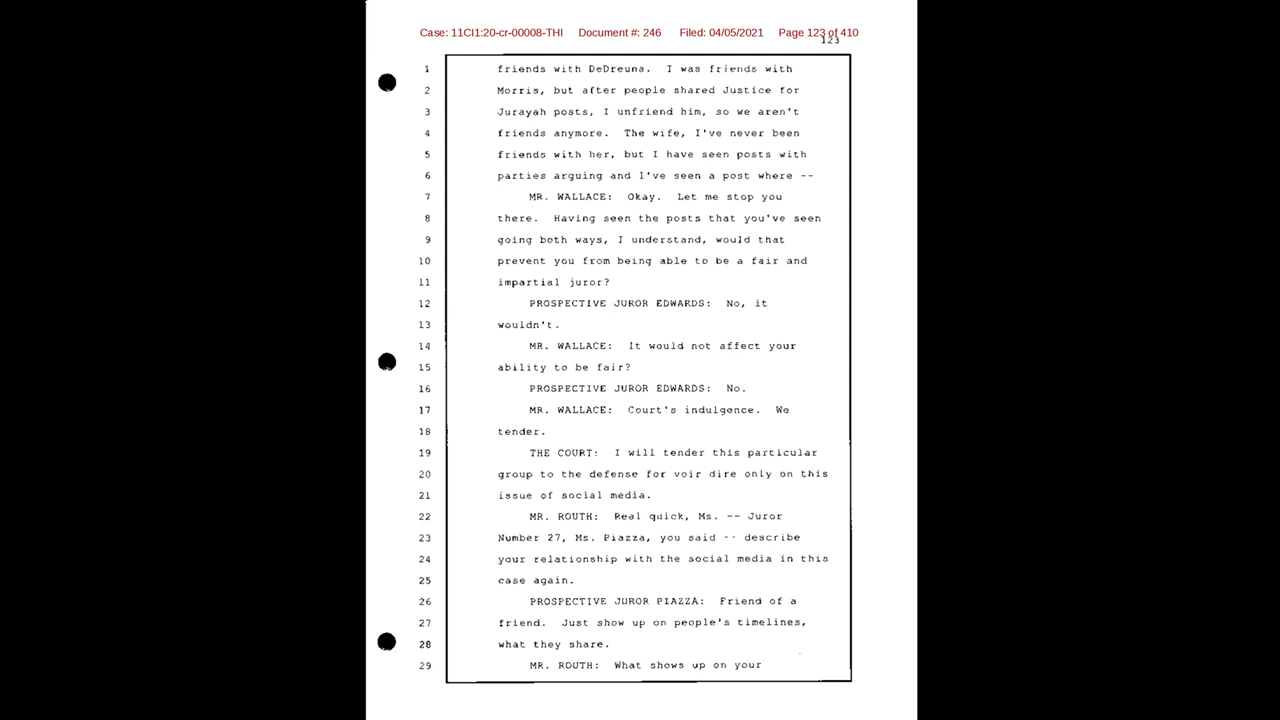 Case: 11CI1:20-cr-00008-THI Document #: 246 Filed: 04/05/2021 Page 123 of 410
123
1 friends with DeDreuna. I was friends with
2 Morris, but after people shared Justice for
3 Jurayah posts, I unfriend him, so we aren't
4 friends anymore. The wife, I've never been
5 friends with her, but I have seen posts with
6 parties arguing and I've seen a post where --
7 MR. WALLACE: Okay. Let me stop you
8 there. Having seen the posts that you've seen
9 going both ways, I understand, would that
10 prevent you from being able to be a fair and
11 impartial juror?
12 PROSPECTIVE JUROR EDWARDS: No, it
13 wouldn't.
14 MR. WALLACE: It would not affect your
15 ability to be fair?
16 PROSPECTIVE JUROR EDWARDS: No.
17 MR. WALLACE: Court's indulgence. We
18 tender.
19 THE COURT: I will tender this particular
20 group to the defense for voir dire only on this
21 issue of social media.
22 MR. ROUTH: Real quick, Ms. -- Juror
23 Number 27, Ms. Piazza, you said -- describe
24 your relationship with the social media in this
25 case again.
26 PROSPECTIVE JUROR PIAZZA: Friend of a
27 friend. Just show up on people's timelines,
28 what they share.
29 MR. ROUTH: What shows up on your